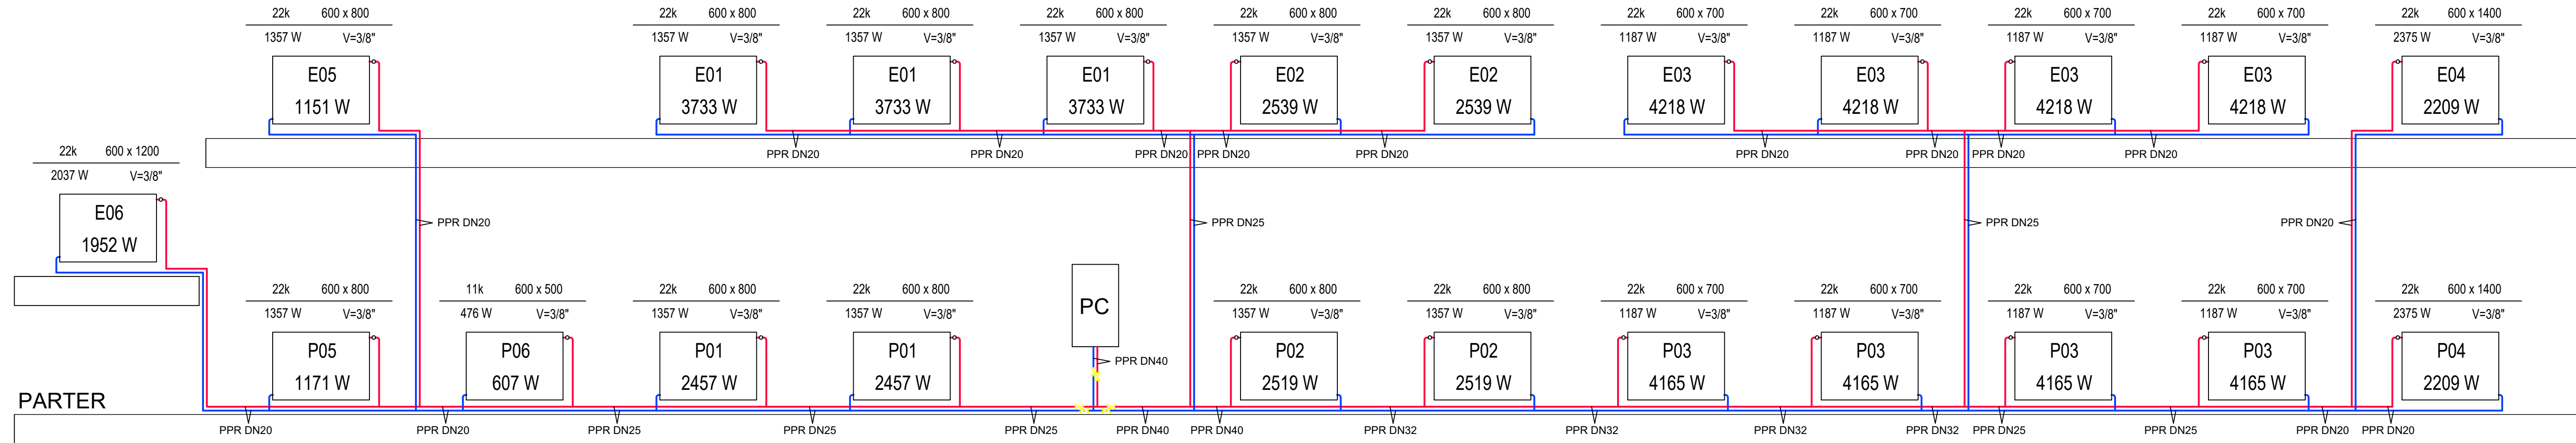 22k 600 x 800 22k 600 x 800 22k 600 x 800 22k 600 x 800 22k 600 x 800 22k 600 x 800 22k 600 x 700 22k 600 x 700 22k 600 x 700 22k 600 x 700 22k 600 x 1400
1357 W V=3/8" 1357 W V=3/8" 1357 W V=3/8" 1357 W V=3/8" 1357 W V=3/8" 1357 W V=3/8" 1187 W V=3/8" 1187 W V=3/8" 1187 W V=3/8" 1187 W V=3/8" 2375 W V=3/8"
E05 E01 E01 E01 E02 E02 E03 E03 E03 E03 E04
1151 W 3733 W 3733 W 3733 W 2539 W 2539 W 4218 W 4218 W 4218 W 4218 W 2209 W
PPR DN20 PPR DN20 PPR DN20 PPR DN20 PPR DN20 PPR DN20 PPR DN20 PPR DN20 PPR DN20
22k 600 x 1200
2037 W V=3/8"
E06
1952 W
PPR DN20 PPR DN25 PPR DN25 PPR DN20
22k 600 x 800 11k 600 x 500 22k 600 x 800 22k 600 x 800 22k 600 x 800 22k 600 x 800 22k 600 x 700 22k 600 x 700 22k 600 x 700 22k 600 x 700 22k 600 x 1400
1357 W V=3/8" 476 W V=3/8" 1357 W V=3/8" 1357 W V=3/8" 1357 W V=3/8" 1357 W V=3/8" 1187 W V=3/8" 1187 W V=3/8" 1187 W V=3/8" 1187 W V=3/8" 2375 W V=3/8"
PC
P05 P06 P01 P01 P02 P02 P03 P03 P03 P03 P04
PPR DN40
1171 W 607 W 2457 W 2457 W 2519 W 2519 W 4165 W 4165 W 4165 W 4165 W 2209 W
PARTER
PPR DN20 PPR DN20 PPR DN25 PPR DN25 PPR DN25 PPR DN40 PPR DN40 PPR DN32 PPR DN32 PPR DN32 PPR DN32 PPR DN25 PPR DN25 PPR DN20 PPR DN20